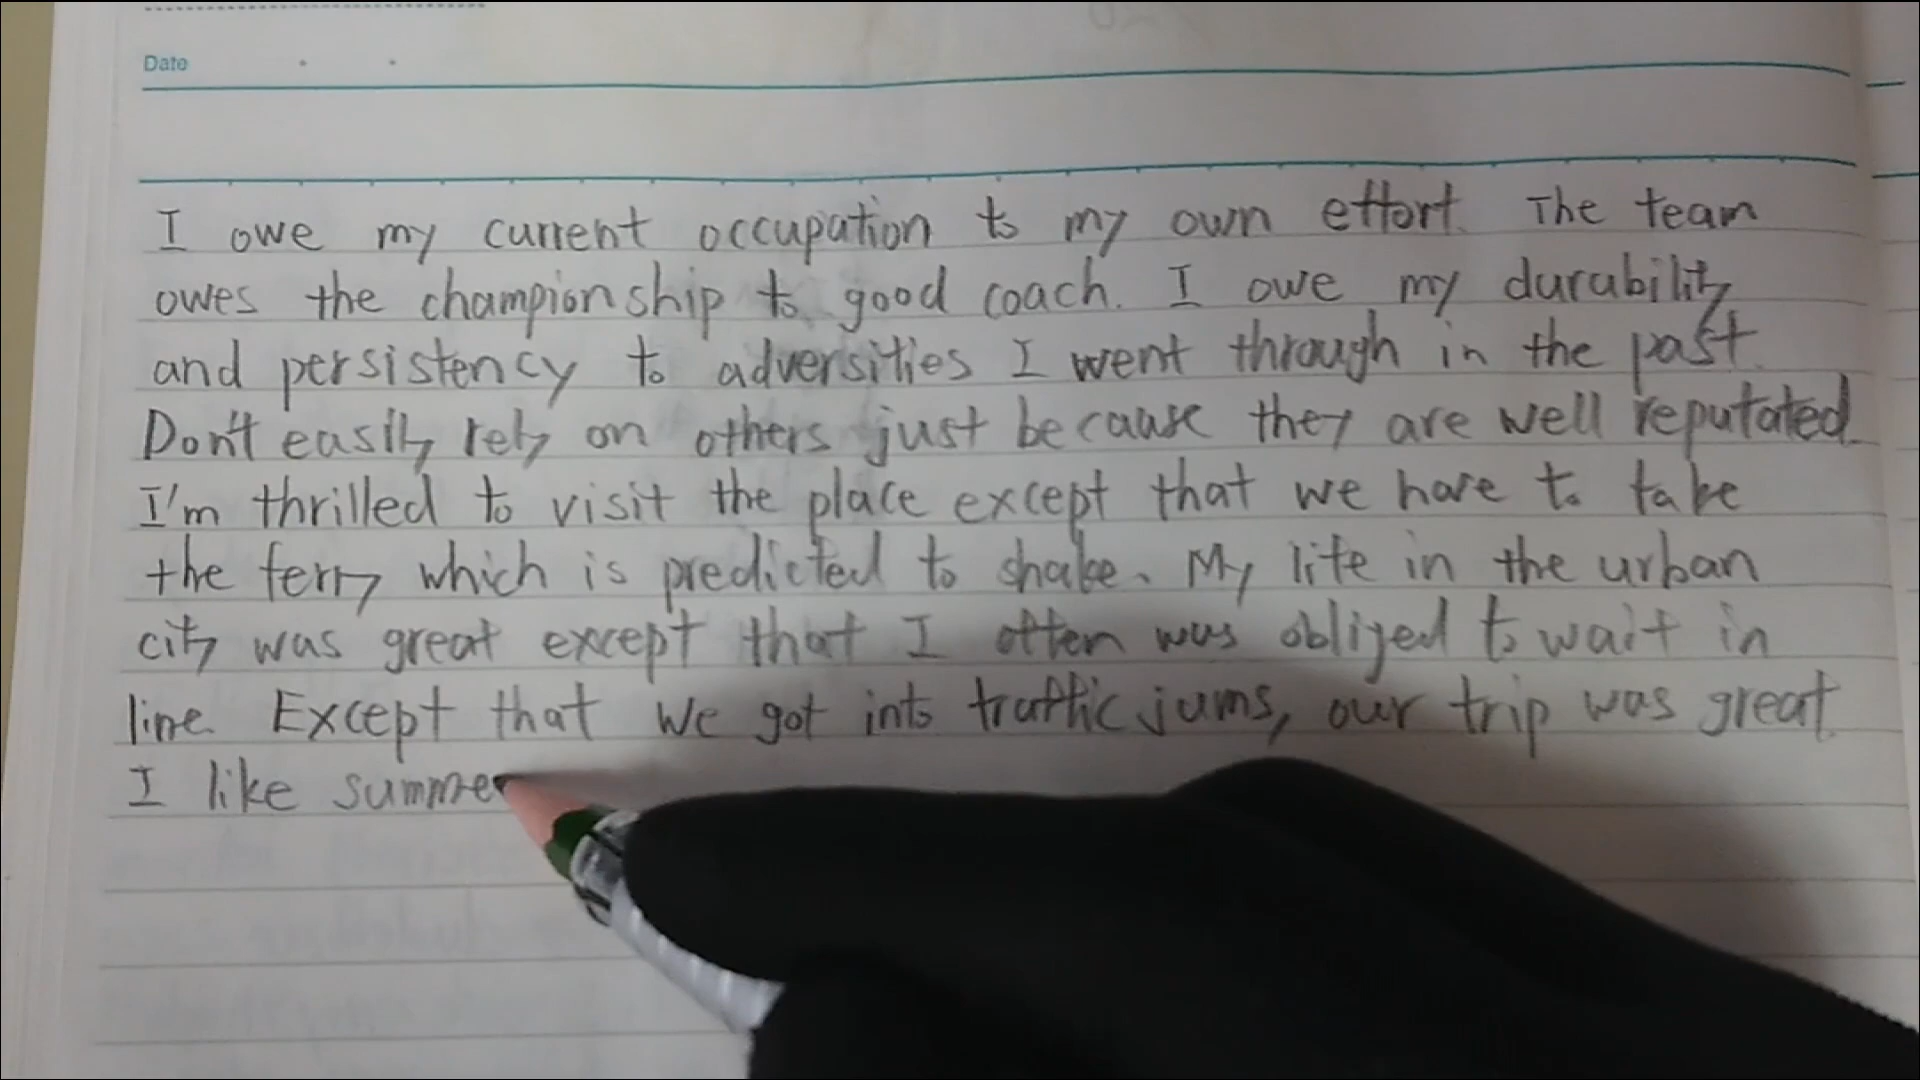 Date
I owe my current occupation to my own effort. The team
owes the championship to good coach. I owe my durability
and persistency to adversities I went through in the past.
Don't easily rely on others just because they are well reputated.
I'm thrilled to visit the place except that we have to take
the ferry which is predicted to shake. My life in the urban
city was great except that I often was obliged to wait in
line. Except that we got into traffic jams, our trip was great.
I like summe